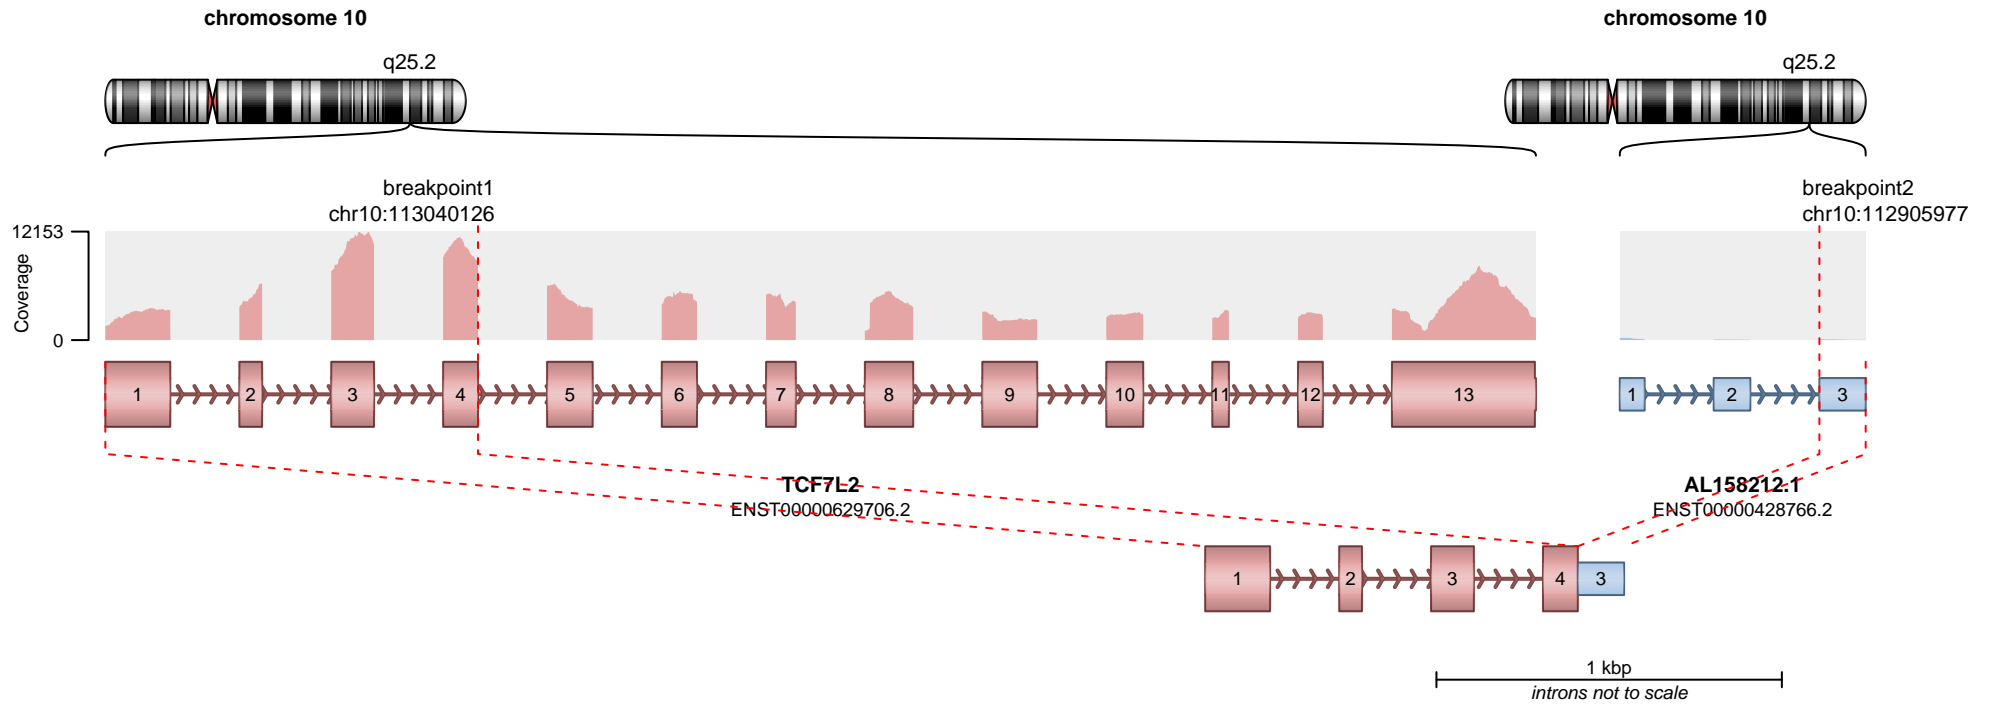 chromosome 10
chromosome 10
q25.2
q25.2
breakpoint1
chr10:113040126
breakpoint2
chr10:112905977
12153
Coverage
0
1 2 3 4 5 6 7 8 9 10 11 12 13
1 2 3
TCF7L2
ENST00000629706.2
AL158212.1
ENST00000428766.2
1 2 3 4 3
1 kbp
introns not to scale